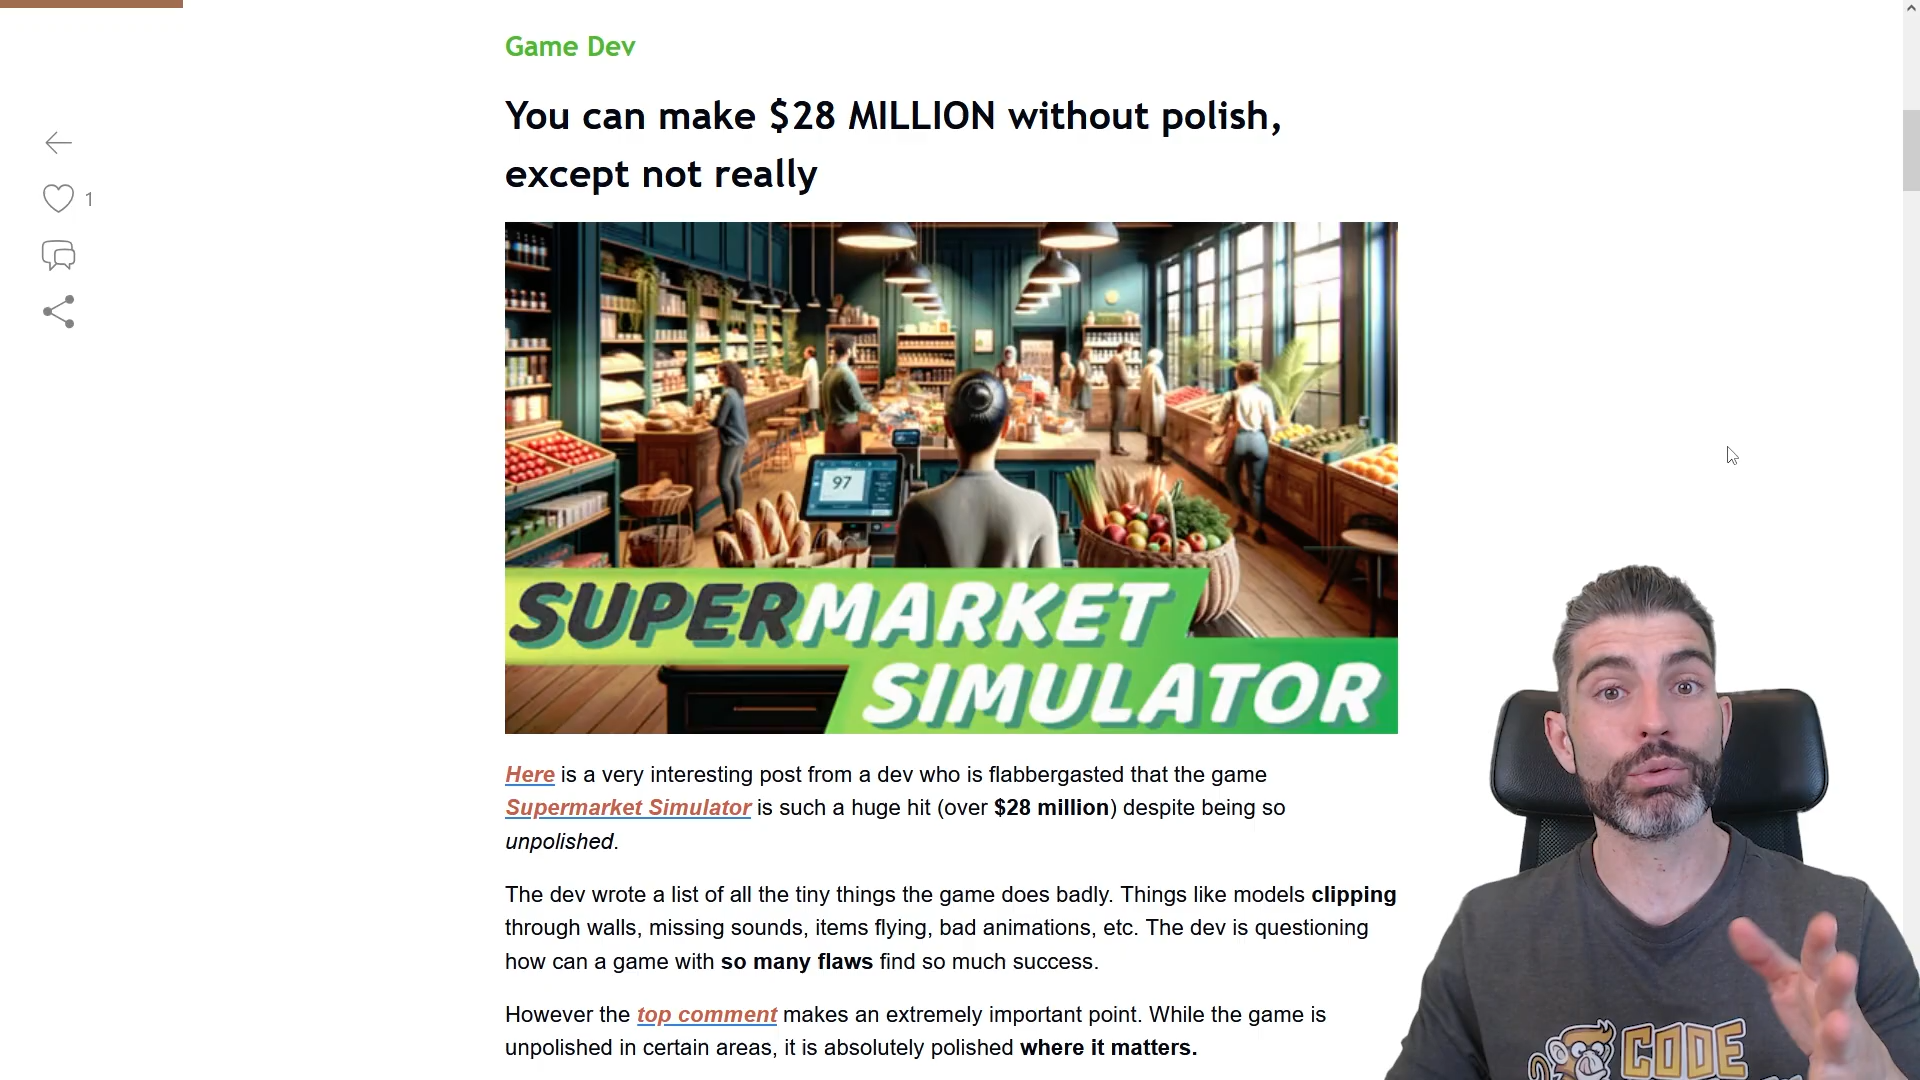 Game Dev
You can make $28 MILLION without polish,
except not really
1
97
SUPERMARKET
SIMULATOR
Here is a very interesting post from a dev who is flabbergasted that the game
Supermarket Simulator is such a huge hit (over $28 million) despite being so
unpolished.
The dev wrote a list of all the tiny things the game does badly. Things like models clipping
through walls, missing sounds, items flying, bad animations, etc. The dev is questioning
how can a game with so many flaws find so much success.
However the top comment makes an extremely important point. While the game is
unpolished in certain areas, it is absolutely polished where it matters.
CODE